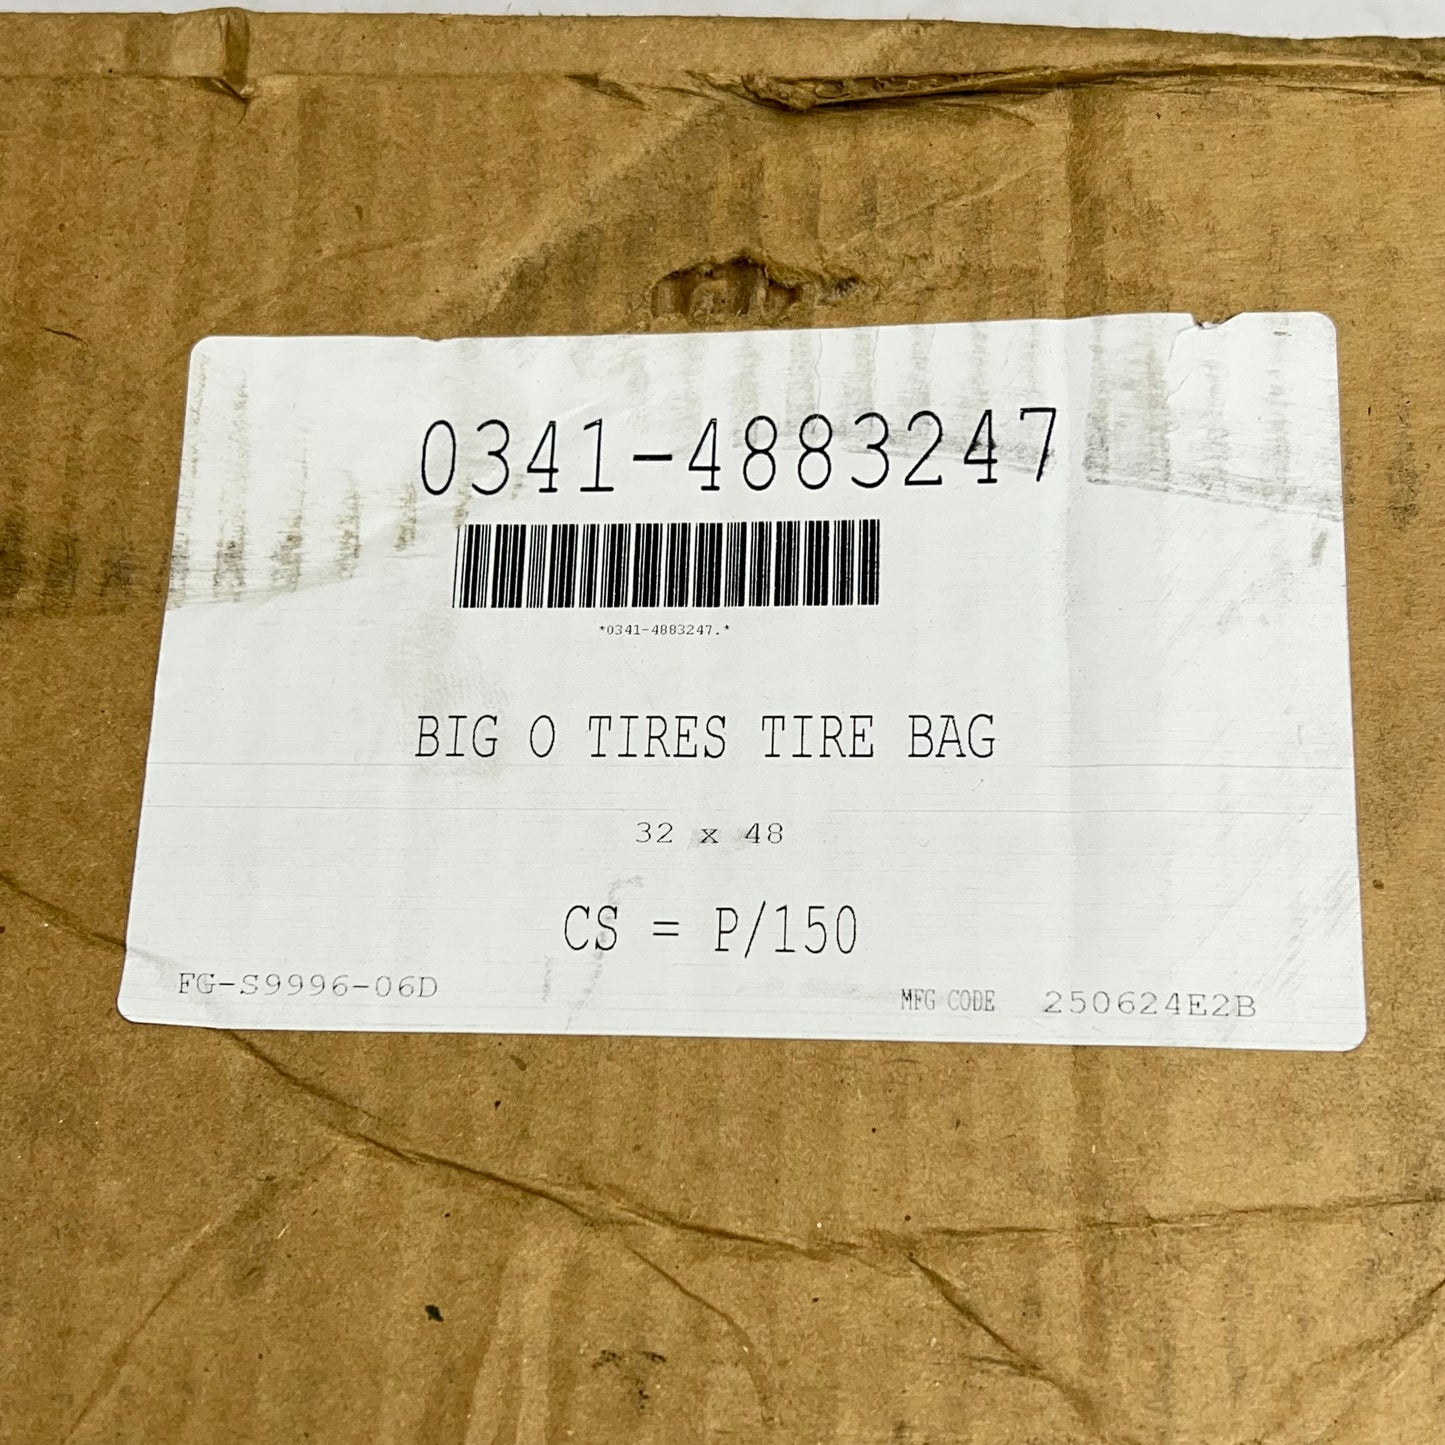 0341-4883247
*0341-4883247.*
BIG O TIRES TIRE BAG
32 x 48
CS = P/150
FG-S9996-06D
MFG CODE 250624E2B